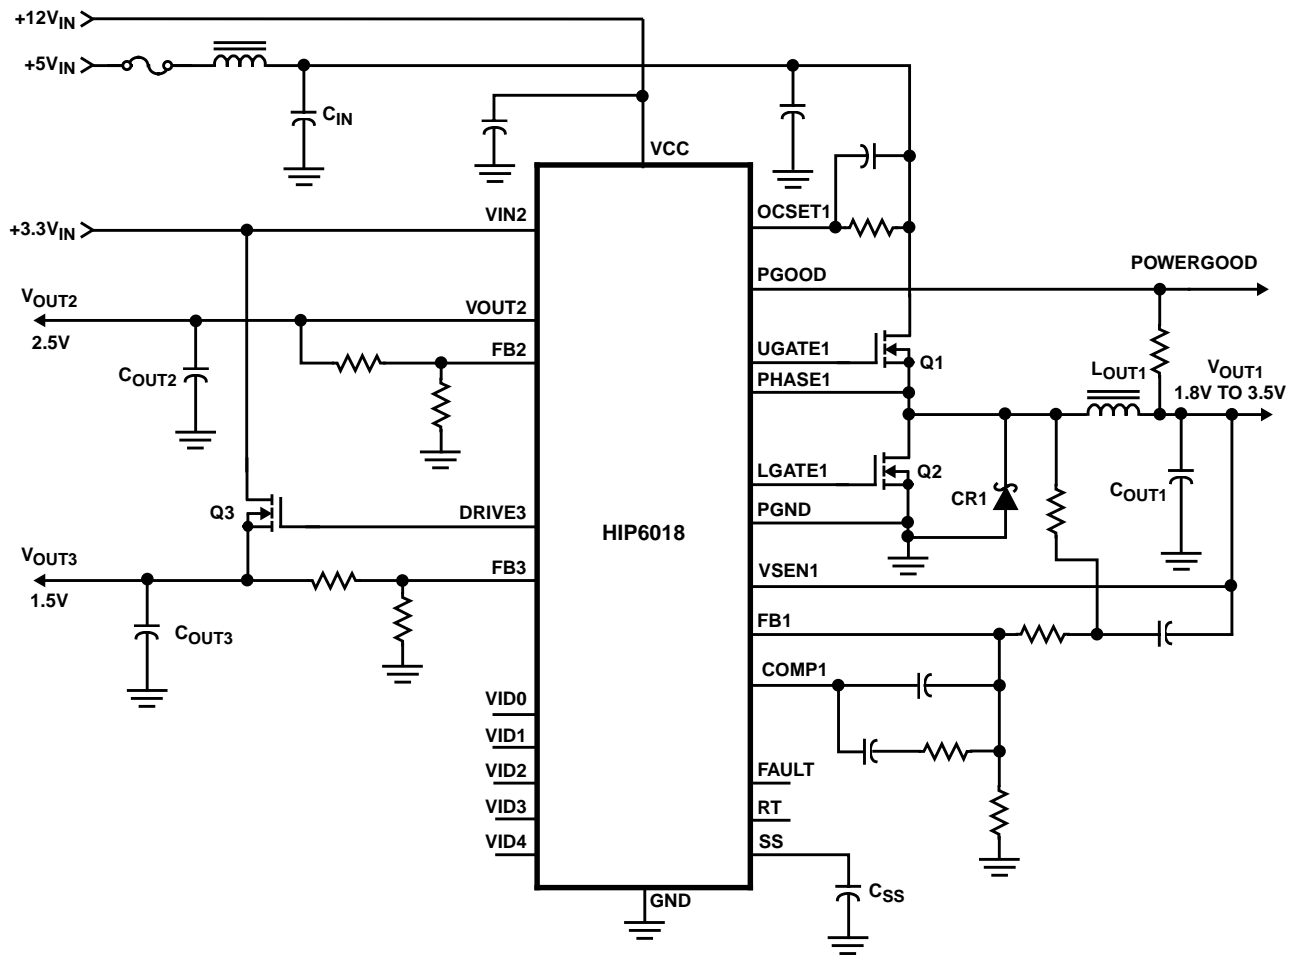 +12VIN
+5VIN
CIN
VCC
+3.3VIN
VIN2
OCSET1
PGOOD
POWERGOOD
VOUT2
2.5V
VOUT2
FB2
COUT2
UGATE1
Q1
PHASE1
LOUT1
VOUT1
1.8V TO 3.5V
LGATE1
Q2
CR1
COUT1
Q3
DRIVE3
PGND
HIP6018
VOUT3
1.5V
FB3
VSEN1
COUT3
FB1
COMP1
VID0
VID1
VID2
VID3
VID4
FAULT
RT
SS
GND
CSS